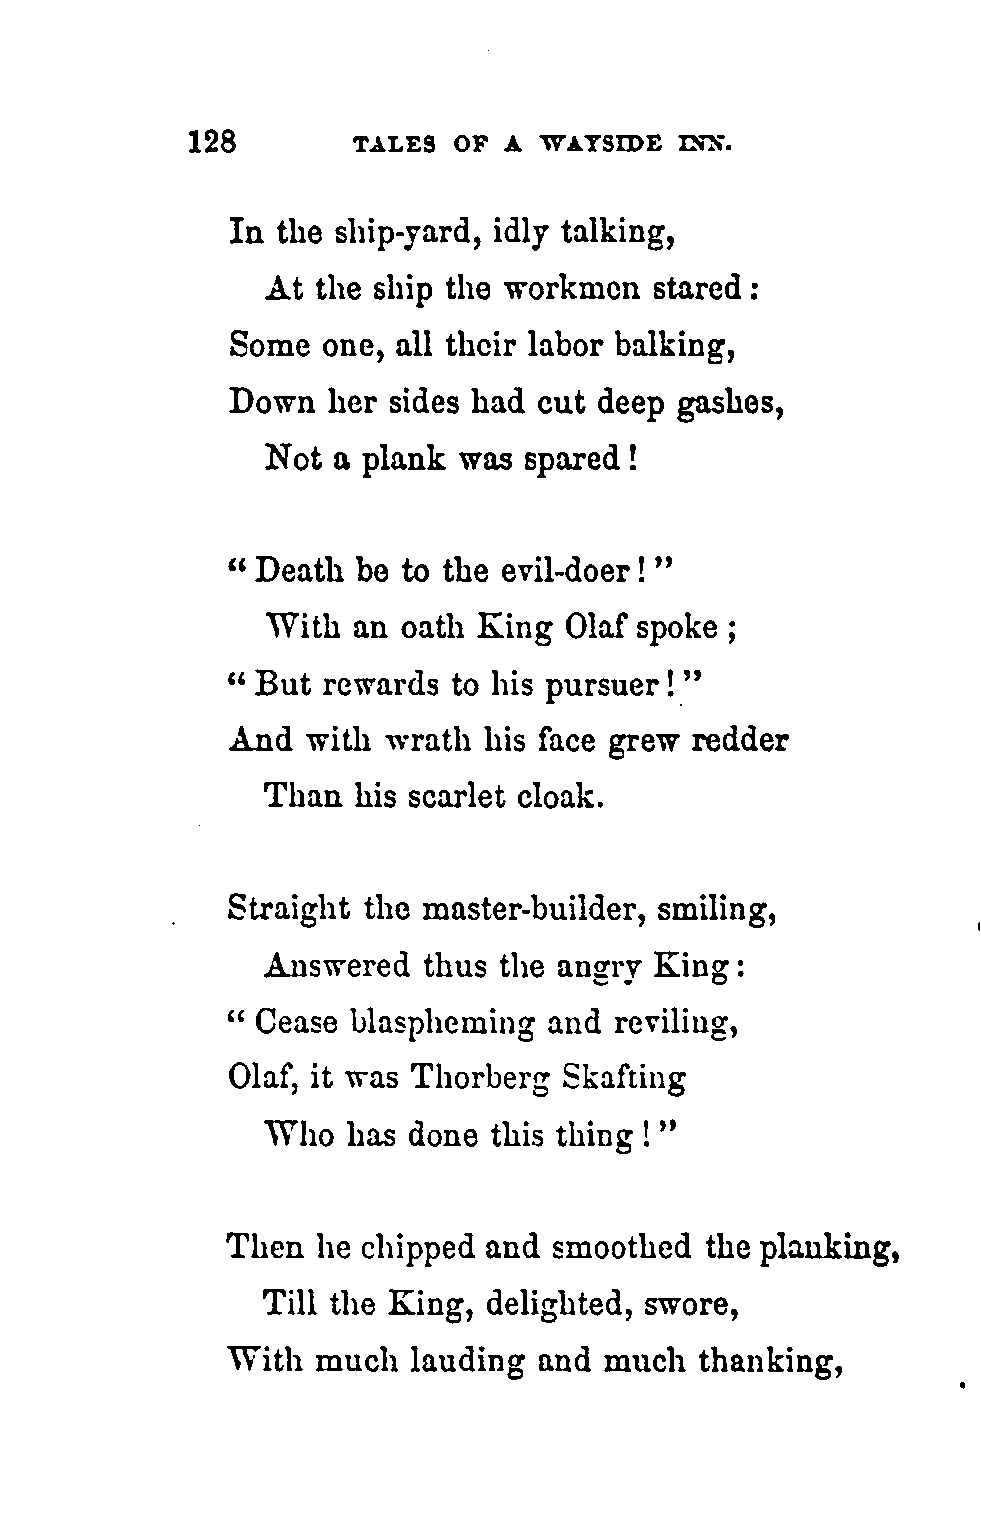 128 TALES OF A WAYSIDE INN.
In the ship-yard, idly talking,
At the ship the workmen stared :
Some one, all their labor balking,
Down her sides had cut deep gashes,
Not a plank was spared !
“ Death be to the evil-doer ! ”
With an oath King Olaf spoke ;
“ But rewards to his pursuer ! ”
And with wrath his face grew redder
Than his scarlet cloak.
Straight the master-builder, smiling,
Answered thus the angry King :
“ Cease blaspheming and reviling,
Olaf, it was Thorberg Skafting
Who has done this thing ! ”
Then he chipped and smoothed the planking,
Till the King, delighted, swore,
With much lauding and much thanking,